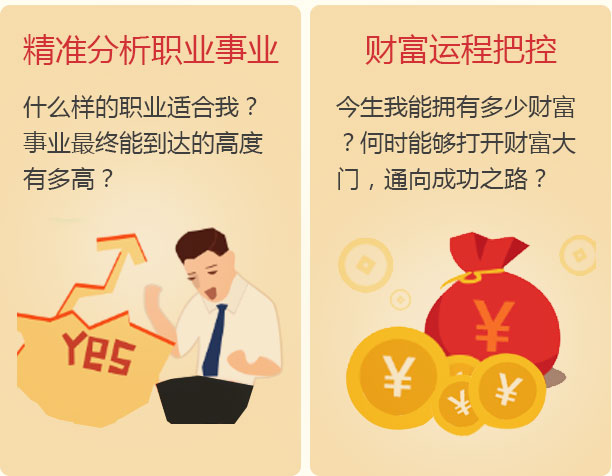 精准分析职业事业
什么样的职业适合我？
事业最终能到达的高度
有多高？
YES
财富运程把控
今生我能拥有多少财富
？何时能够打开财富大
门，通向成功之路？
¥
¥
¥
¥